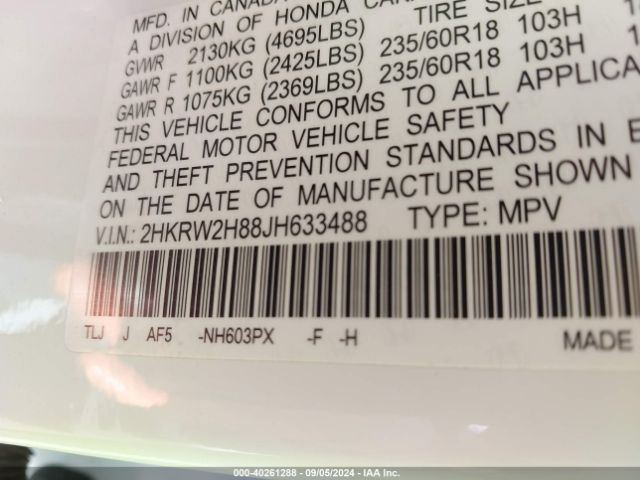 MFD. IN CANADA
A DIVISION OF HONDA
GVWR 2130KG (4695LBS) TIRE SIZE
GAWR F 1100KG (2425LBS) 235/60R18 103H
GAWR R 1075KG (2369LBS) 235/60R18 103H
THIS VEHICLE CONFORMS TO ALL APPLICA
FEDERAL MOTOR VEHICLE SAFETY
AND THEFT PREVENTION STANDARDS IN E
ON THE DATE OF MANUFACTURE SHOWN
V.I.N.: 2HKRW2H88JH633488 TYPE: MPV
TLJ J AF5 -NH603PX -F -H MADE
000-40261288 - 09/05/2024 - IAA Inc.